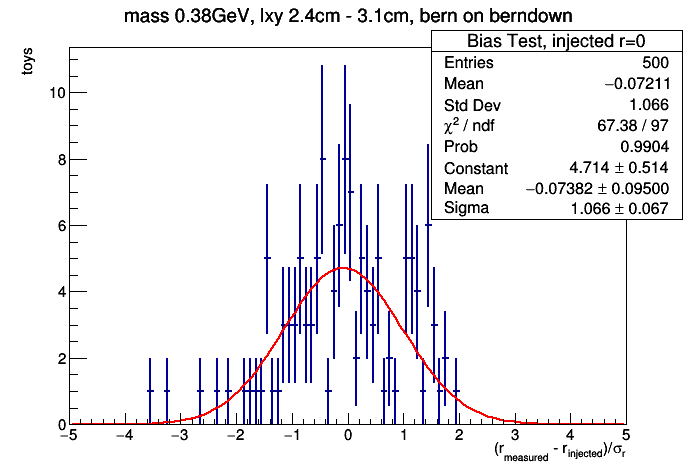 mass 0.38GeV, lxy 2.4cm - 3.1cm, bern on berndown
toys
Bias Test, injected r=0
Entries 500
Mean −0.07211
Std Dev 1.066
χ² / ndf 67.38 / 97
Prob 0.9904
Constant 4.714 ± 0.514
Mean −0.07382 ± 0.09500
Sigma 1.066 ± 0.067
10
8
6
4
2
0
−5 −4 −3 −2 −1 0 1 2 3 4 5
(r_measured - r_injected)/σ_r